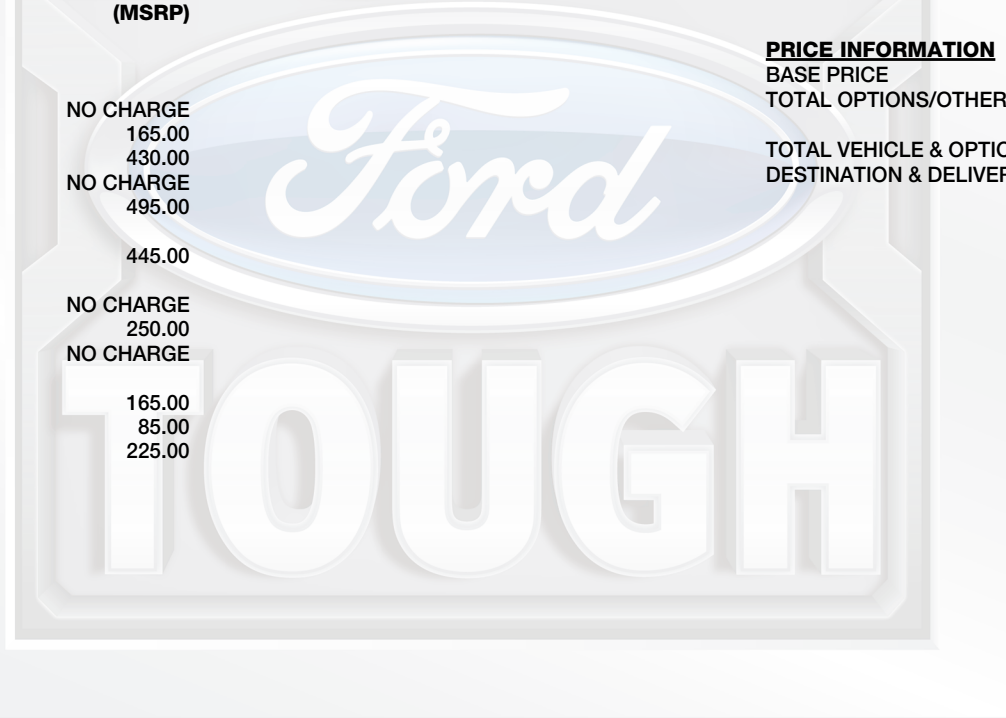 (MSRP)
NO CHARGE
165.00
430.00
NO CHARGE
495.00
445.00
NO CHARGE
250.00
NO CHARGE
165.00
85.00
225.00
PRICE INFORMATION
BASE PRICE
TOTAL OPTIONS/OTHER
TOTAL VEHICLE & OPTIO
DESTINATION & DELIVER
Ford
TOUGH